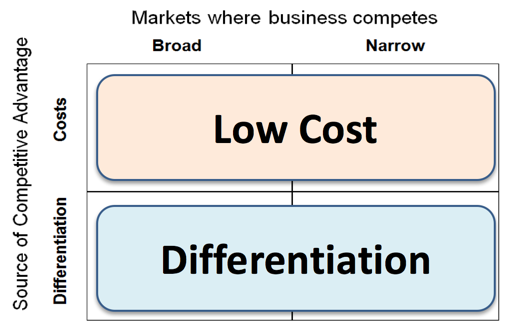 Markets where business competes
Broad Narrow
Source of Competitive Advantage
Costs
Low Cost
Differentiation
Differentiation